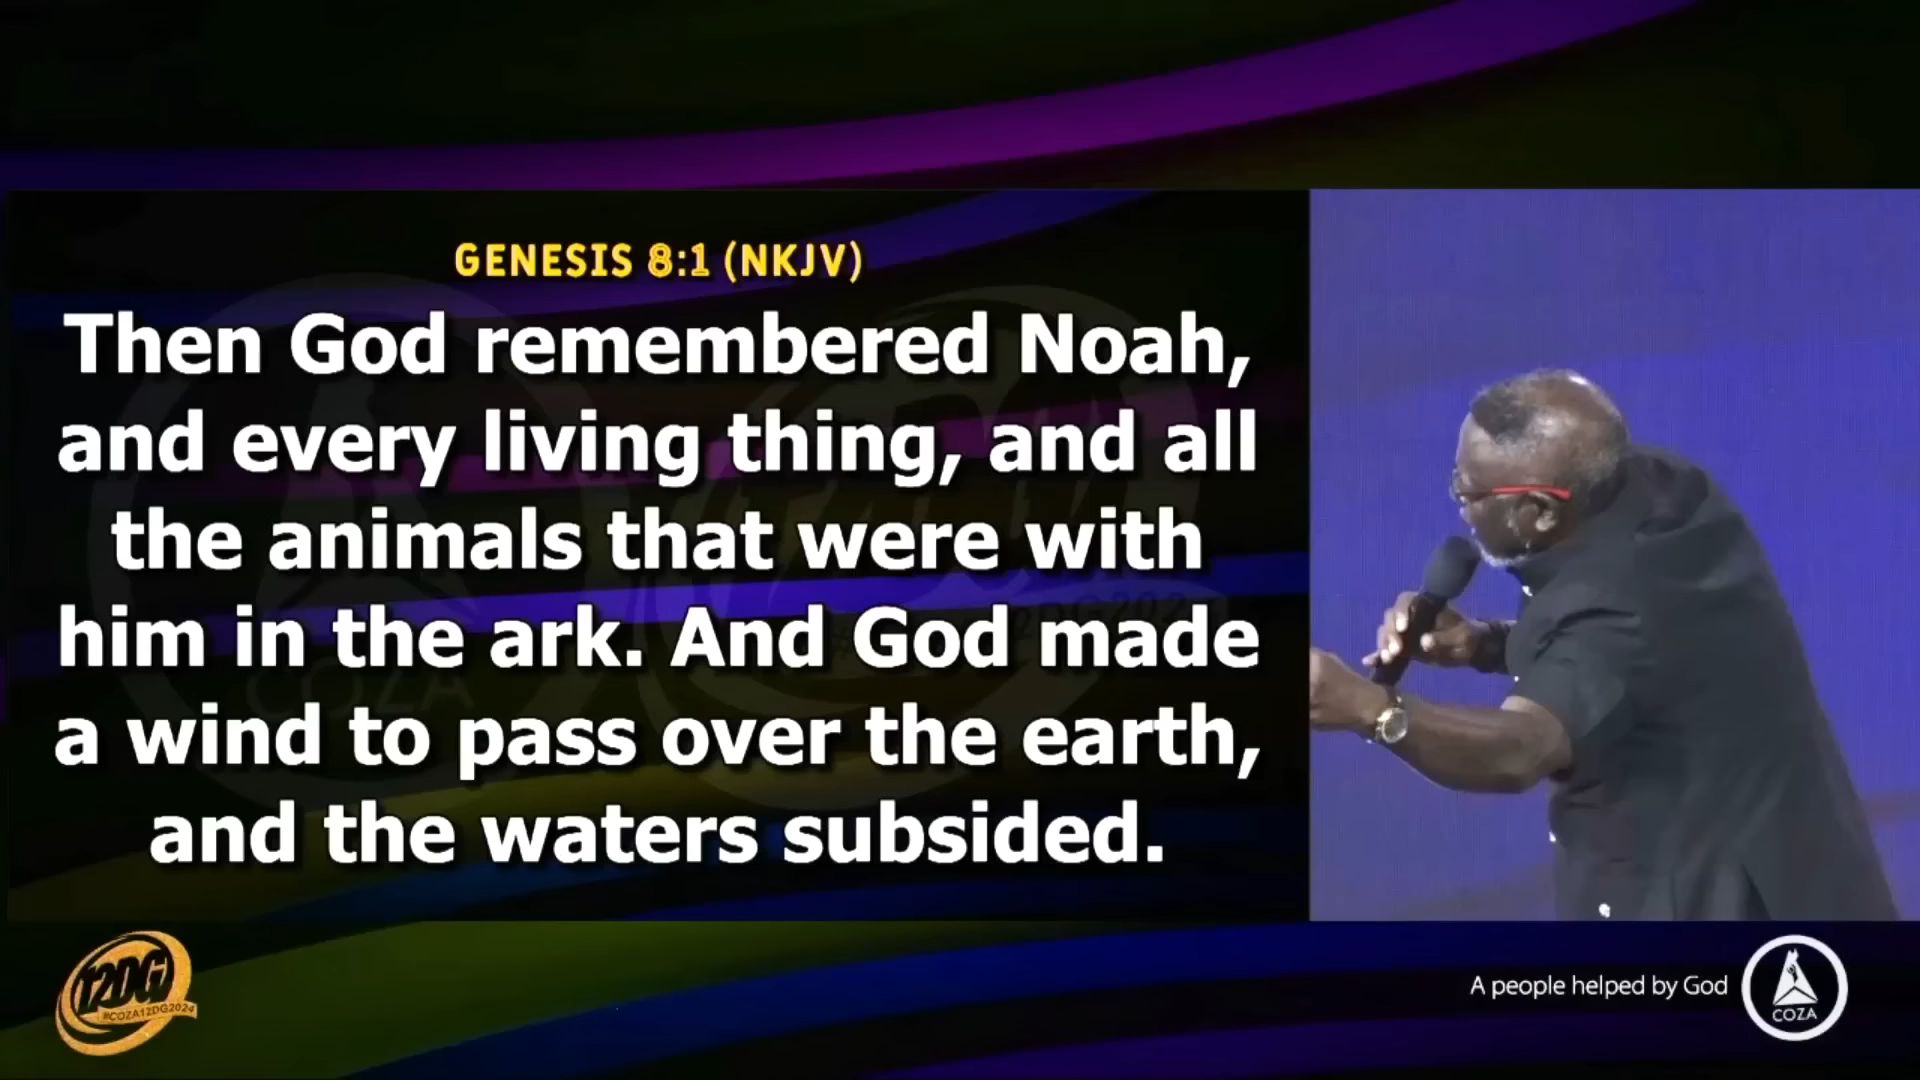 GENESIS 8:1 (NKJV)
Then God remembered Noah,
and every living thing, and all
the animals that were with
him in the ark. And God made
a wind to pass over the earth,
and the waters subsided.
12DG
#COZA12DG2024
A people helped by God
COZA